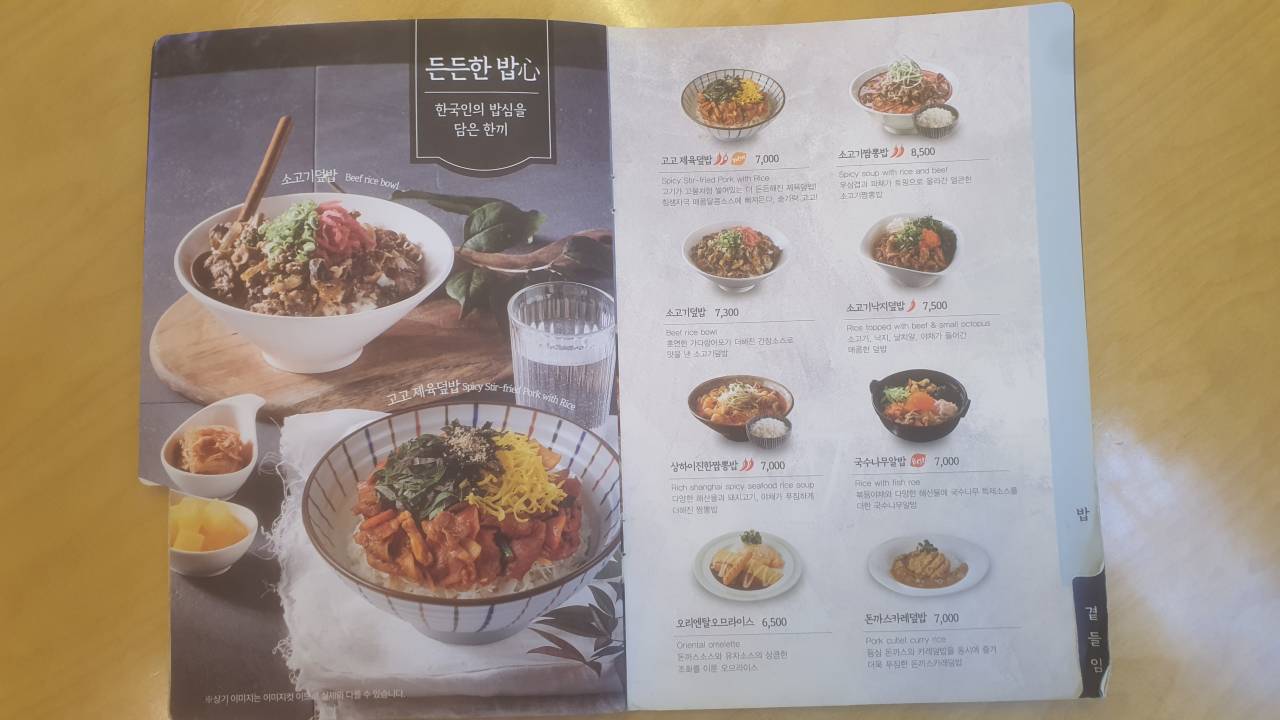 든든한 밥心
한국인의 밥심을
담은 한끼
소고기덮밥 Beef rice bowl
고고 제육덮밥 Spicy Stir-fried Pork with Rice
※상기 이미지는 이미지컷 실제와 다를 수 있습니다.
고고 제육덮밥 7,000
Spicy Stir-fried Pork with Rice
고기가 고봉처럼 쌓여있는 더 든든해진 제육덮밥!
매콤달콤소스에 빠져든다, 숟가락 고고!
소고기짬뽕밥 8,500
Spicy soup with rice and beef
우삼겹과 파채가 토핑으로 올라간 얼큰한
소고기짬뽕밥
소고기덮밥 7,300
Beef rice bowl
훈연한 가다랑어포가 더해진 간장소스로
맛을 낸 소고기덮밥
소고기낙지덮밥 7,500
Rice topped with beef & small octopus
소고기, 낙지, 날치알, 야채가 들어간
매콤한 덮밥
상하이진한짬뽕밥 7,000
Rich shanghai spicy seafood rice soup
다양한 해산물과 돼지고기, 야채가 푸짐하게
더해진 짬뽕밥
국수나무알밥 Best 7,000
Rice with fish roe
볶음야채와 다양한 해산물에 국수나무 특제소스를
더한 국수나무알밥
오리엔탈오므라이스 6,500
Oriental omelette
돈까스소스와 유자소스의 상큼한
조화를 이룬 오므라이스
돈까스카레덮밥 7,000
Pork cutlet curry rice
등심 돈까스와 카레덮밥을 동시에 즐겨
더욱 푸짐한 돈까스카레덮밥
밥
곁들임